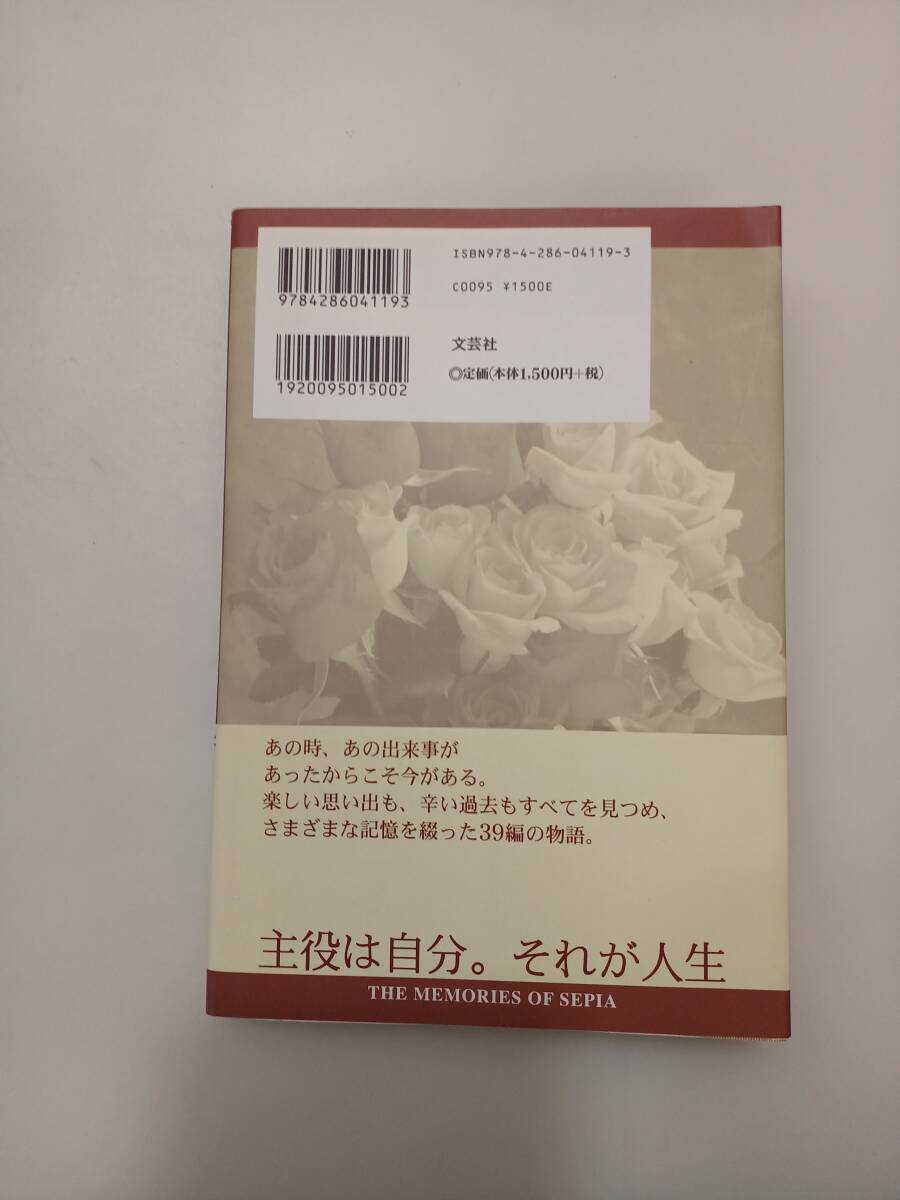 ISBN978-4-286-04119-3
9784286041193
C0095 ¥1500E
文芸社
1920095015002
◎定価(本体1,500円+税)
あの時、あの出来事が
あったからこそ今がある。
楽しい思い出も、辛い過去もすべてを見つめ、
さまざまな記憶を綴った39編の物語。
主役は自分。それが人生
THE MEMORIES OF SEPIA